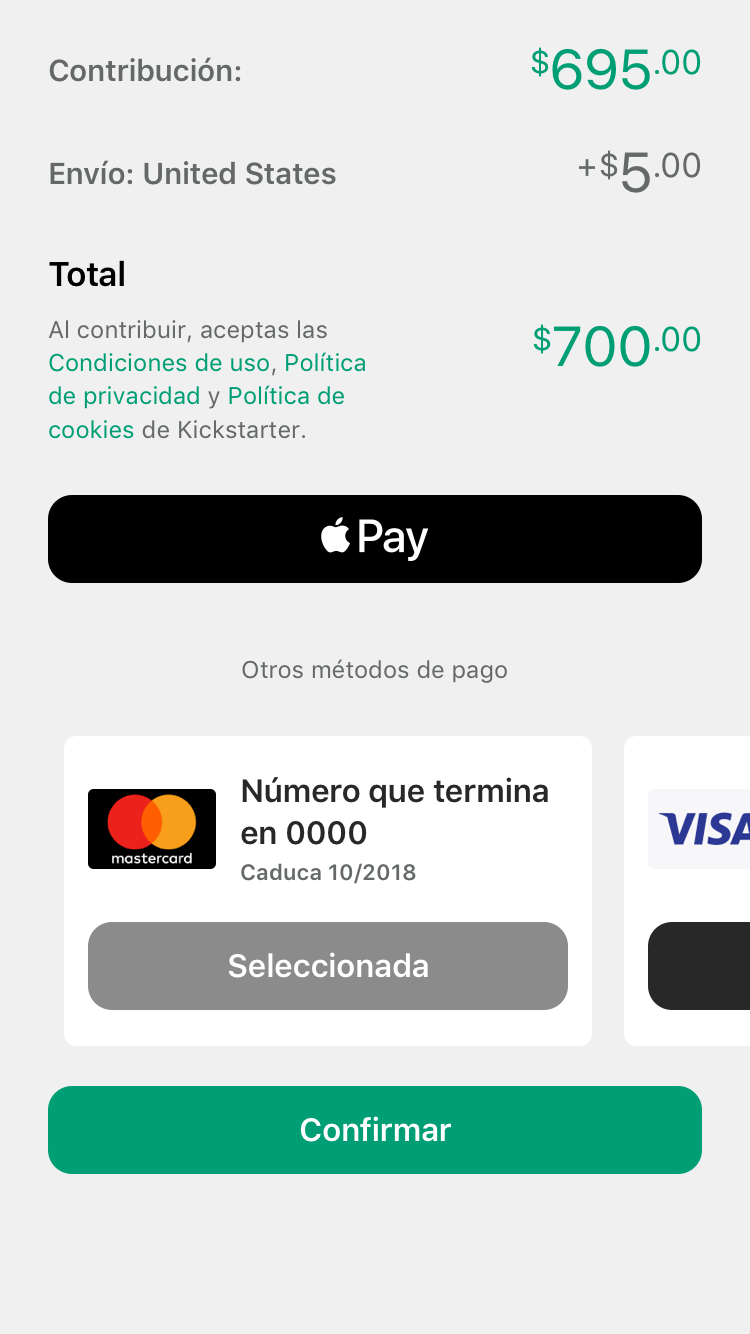 Contribución: $695.00
Envío: United States +$5.00
Total
Al contribuir, aceptas las
Condiciones de uso, Política
de privacidad y Política de
cookies de Kickstarter.
$700.00
Pay
Otros métodos de pago
mastercard
Número que termina
en 0000
Caduca 10/2018
Seleccionada
VISA
Confirmar